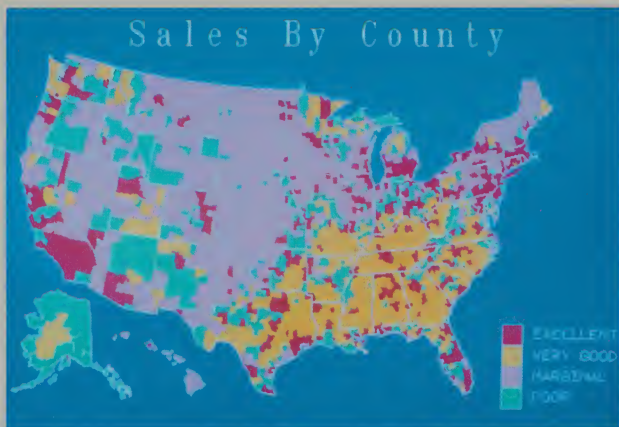 Sales By County
EXCELLENT
VERY GOOD
MARGINAL
POOR